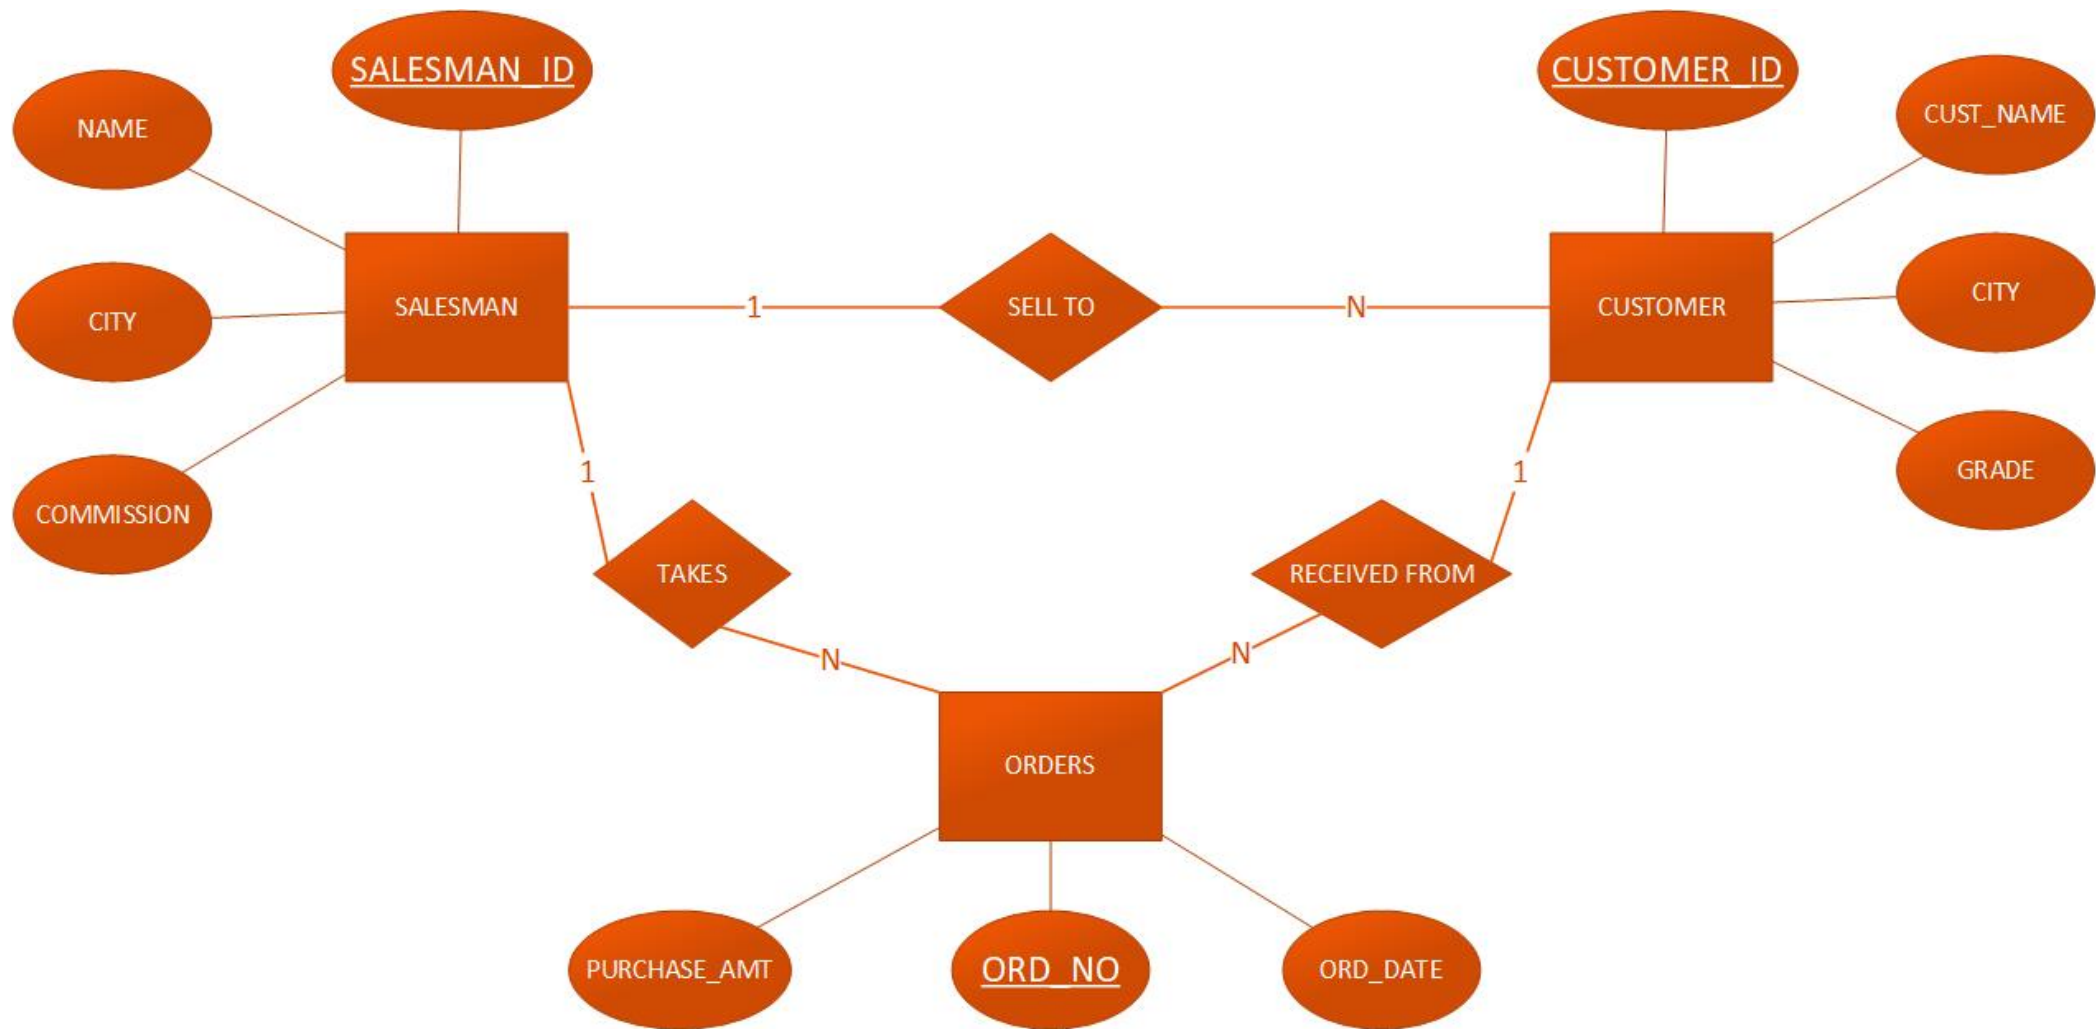 SALESMAN_ID
CUSTOMER_ID
NAME
CUST_NAME
CITY
SALESMAN
1
SELL TO
N
CUSTOMER
CITY
COMMISSION
1
1
GRADE
TAKES
RECEIVED FROM
N
N
ORDERS
PURCHASE_AMT
ORD_NO
ORD_DATE